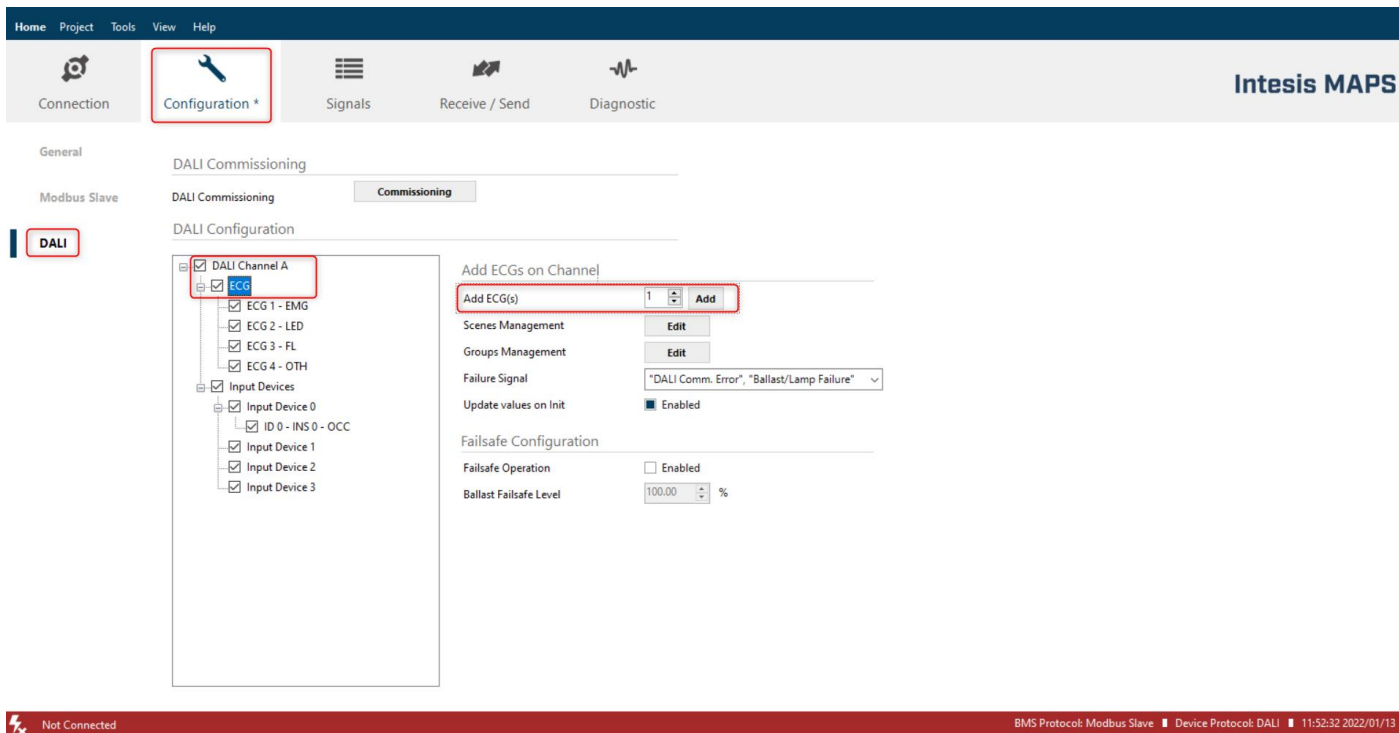 Home Project Tools View Help
Connection
Configuration *
Signals
Receive / Send
Diagnostic
Intesis MAPS
General
Modbus Slave
DALI
DALI Commissioning
DALI Commissioning Commissioning
DALI Configuration
DALI Channel A
ECG
ECG 1 - EMG
ECG 2 - LED
ECG 3 - FL
ECG 4 - OTH
Input Devices
Input Device 0
ID 0 - INS 0 - OCC
Input Device 1
Input Device 2
Input Device 3
Add ECGs on Channel
Add ECG(s) 1 Add
Scenes Management Edit
Groups Management Edit
Failure Signal "DALI Comm. Error", "Ballast/Lamp Failure"
Update values on Init Enabled
Failsafe Configuration
Failsafe Operation Enabled
Ballast Failsafe Level 100.00 %
Not Connected
BMS Protocol: Modbus Slave Device Protocol: DALI 11:52:32 2022/01/13